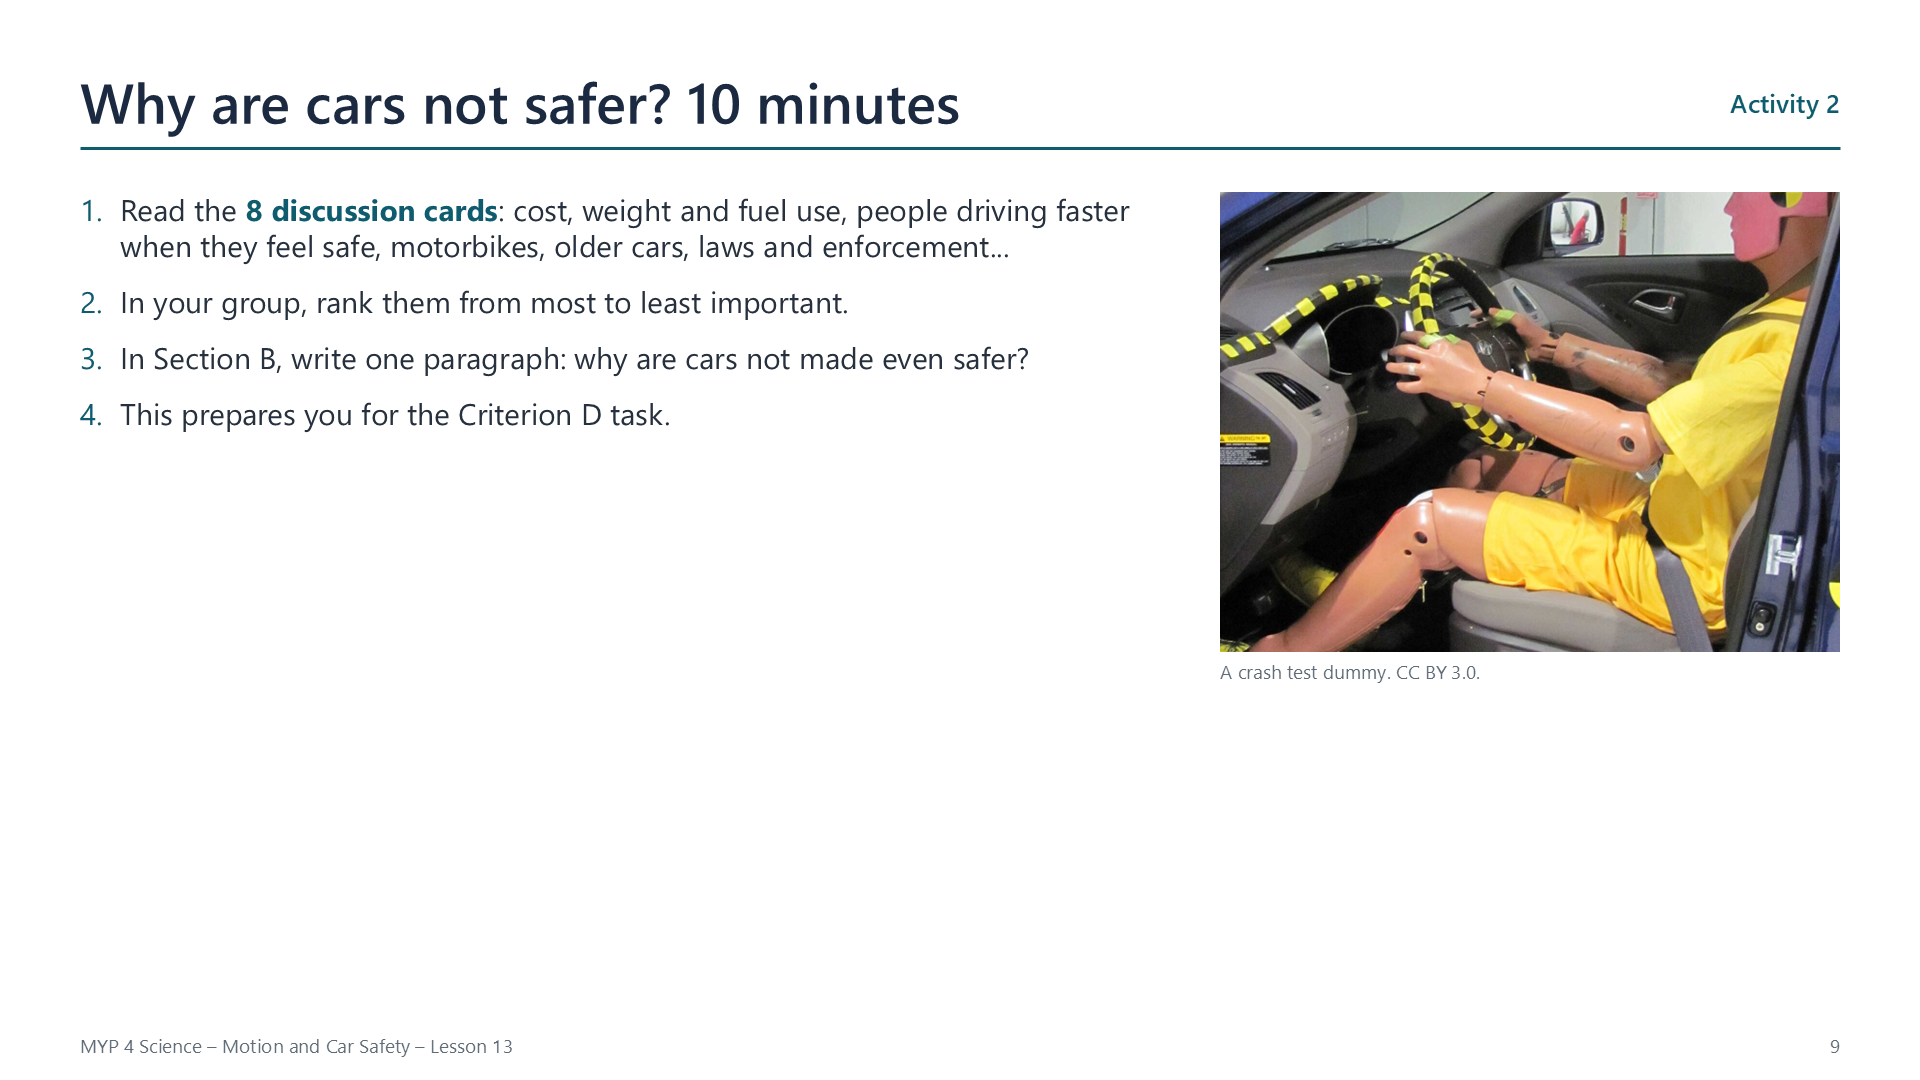 Why are cars not safer? 10 minutes
Activity 2
1. Read the 8 discussion cards: cost, weight and fuel use, people driving faster
when they feel safe, motorbikes, older cars, laws and enforcement...
2. In your group, rank them from most to least important.
3. In Section B, write one paragraph: why are cars not made even safer?
4. This prepares you for the Criterion D task.
A crash test dummy. CC BY 3.0.
MYP 4 Science – Motion and Car Safety – Lesson 13
9